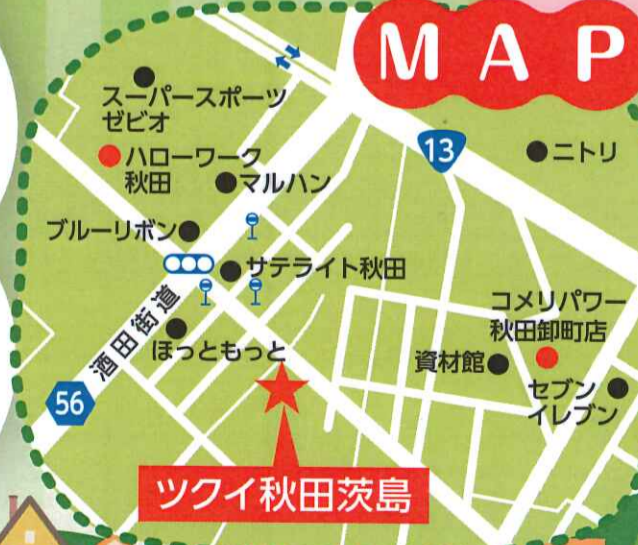 MAP
スーパースポーツ
ゼビオ
ハローワーク
秋田
マルハン
13
ニトリ
ブルーリボン
サテライト秋田
酒田街道
ほっともっと
コメリパワー
秋田卸町店
資材館
セブン
イレブン
56
ツクイ秋田茨島